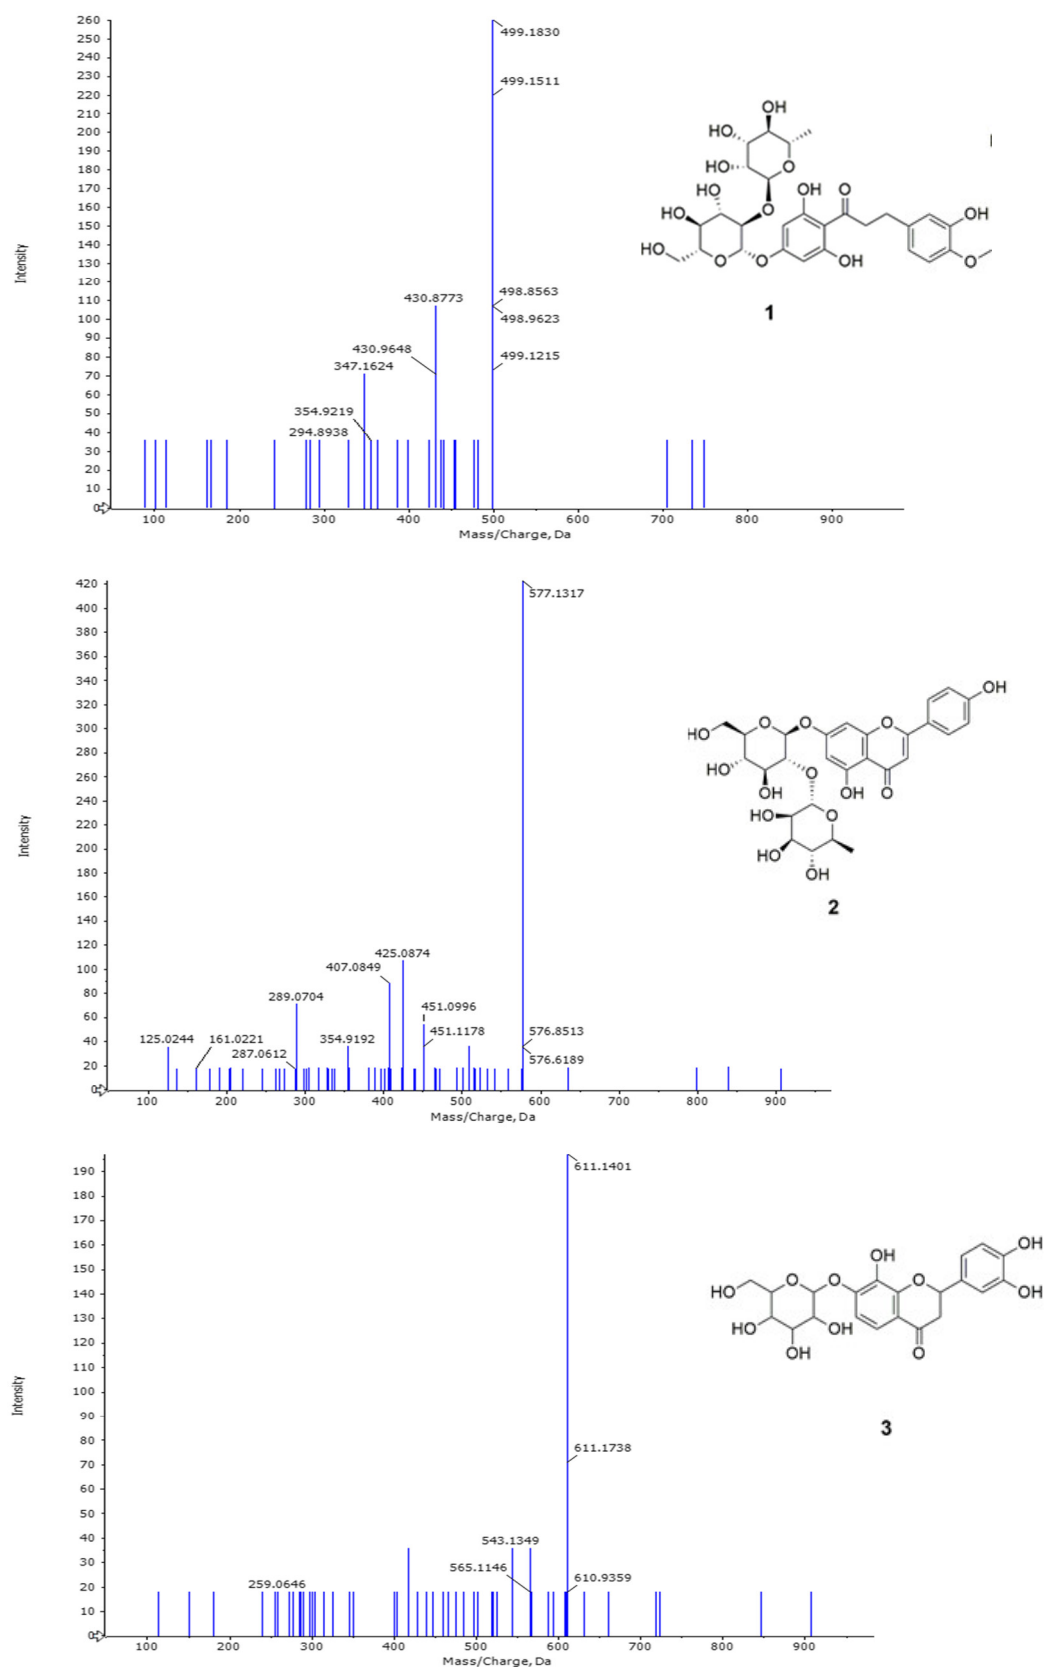 260
499.1830
250
240
230
499.1511
220
210
OH
200
HO
190
180
HO
O
170
HO
OH
O
160
HO
O
OH
150
HO
140
HO
O
O
OH
O
130
120
430.8773
498.8563
1
110
100
498.9623
90
430.9648
499.1215
80
347.1624
70
60
354.9219
50
294.8938
40
30
20
10
0
Intensity
100
200
300
400
500
600
700
800
900
Mass/Charge, Da
420
577.1317
400
380
360
340
OH
320
300
HO
O
O
O
280
HO
O
260
OH
OH
O
240
HO
O
220
HO
200
OH
180
2
160
140
120
425.0874
407.0849
100
289.0704
451.0996
80
60
125.0244
161.0221
354.9192
451.1178
576.8513
40
287.0612
576.6189
20
0
Intensity
100
200
300
400
500
600
700
800
900
Mass/Charge, Da
190
611.1401
180
170
160
OH
OH
150
HO
O
O
O
OH
140
HO
OH
130
OH
O
120
110
100
90
3
80
611.1738
70
60
50
40
543.1349
30
565.1146
20
259.0646
610.9359
10
0
Intensity
100
200
300
400
500
600
700
800
900
Mass/Charge, Da